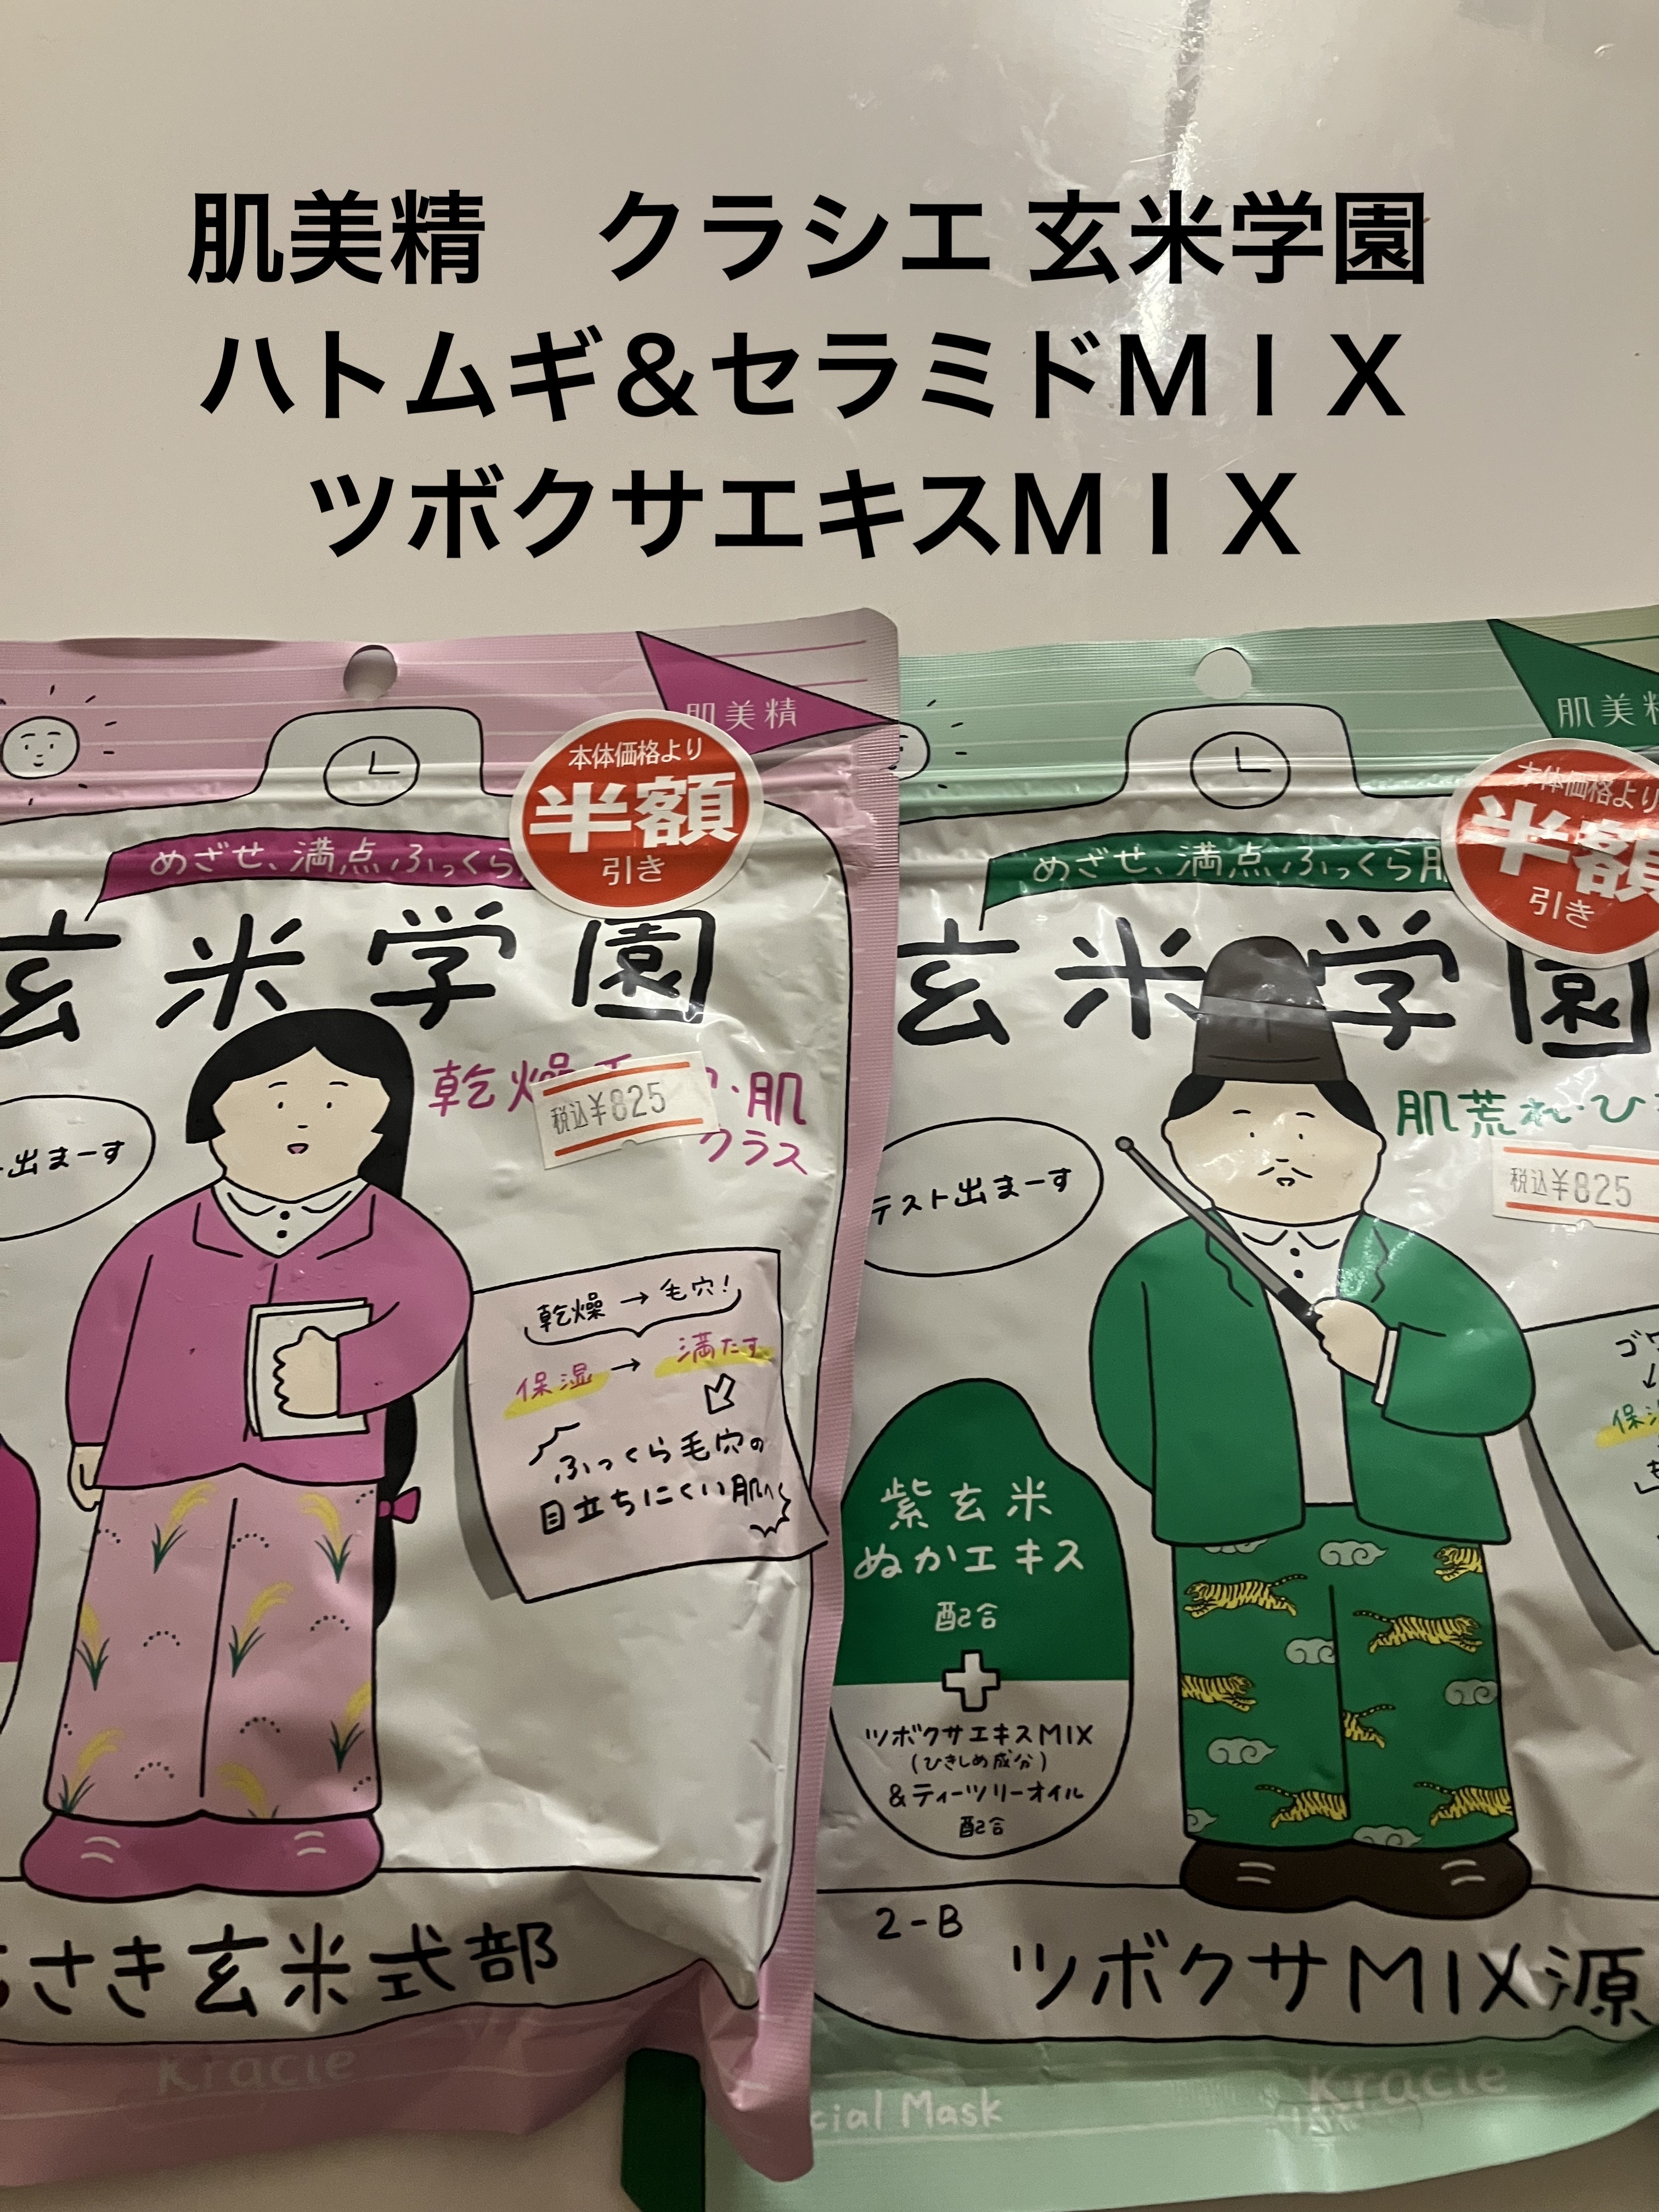 肌美精　クラシエ 玄米学園
ハトムギ＆セラミドＭＩＸ
ツボクサエキスＭＩＸ
肌美精
本体価格より
半額
引き
めざせ、満点ふっくら
玄米学園
乾燥
肌
クラス
税込¥825
出まーす
乾燥→毛穴!
保湿→満たす
ふっくら毛穴の
目立ちにくい肌へ
さき玄米式部
Kracie
肌美精
本体価格より
半額
引き
めざせ、満点ふっくら肌
玄米学園
肌荒れ・ひ
税込¥825
テスト出まーす
保湿
紫玄米
ぬかエキス
配合
ツボクサエキスMIX
(ひきしめ成分)
&ティーツリーオイル
配合
2-B
ツボクサMIX源
cial Mask
Kracie